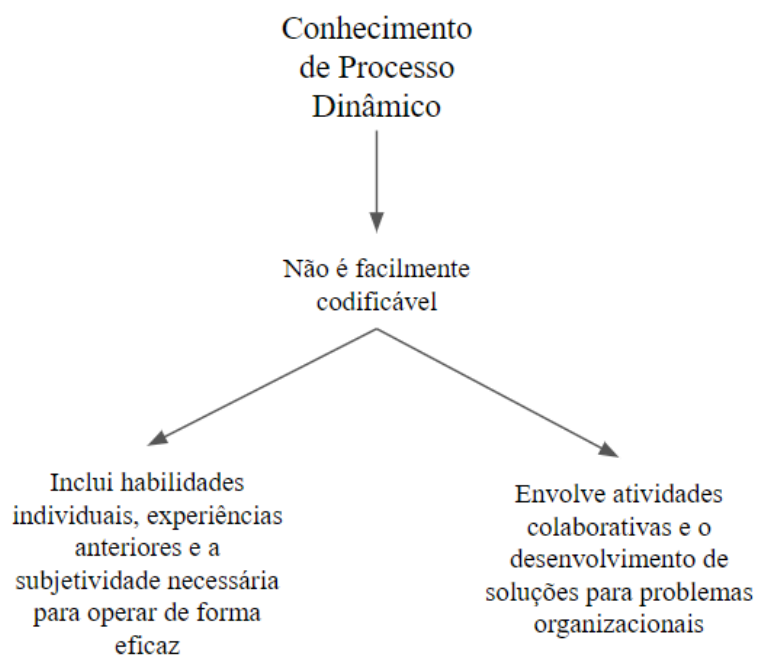 Conhecimento
de Processo
Dinâmico
Não é facilmente
codificável
Inclui habilidades
individuais, experiências
anteriores e a
subjetividade necessária
para operar de forma
eficaz
Envolve atividades
colaborativas e o
desenvolvimento de
soluções para problemas
organizacionais